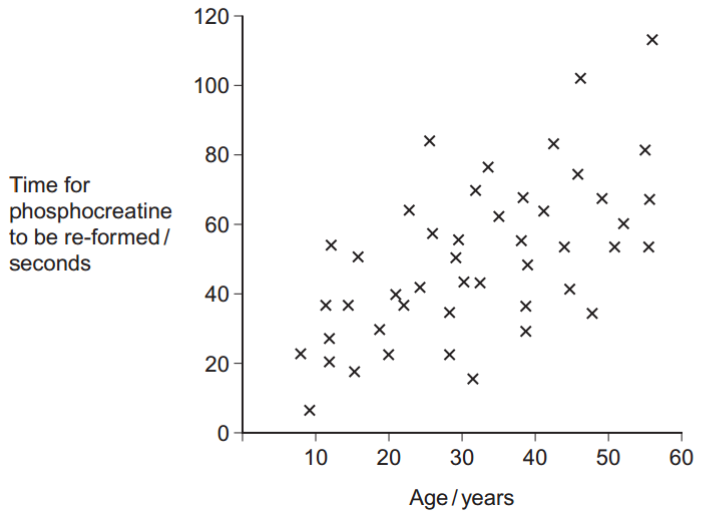 120
100
80
60
40
20
0
Time for
phosphocreatine
to be re-formed /
seconds
10 20 30 40 50 60
Age / years